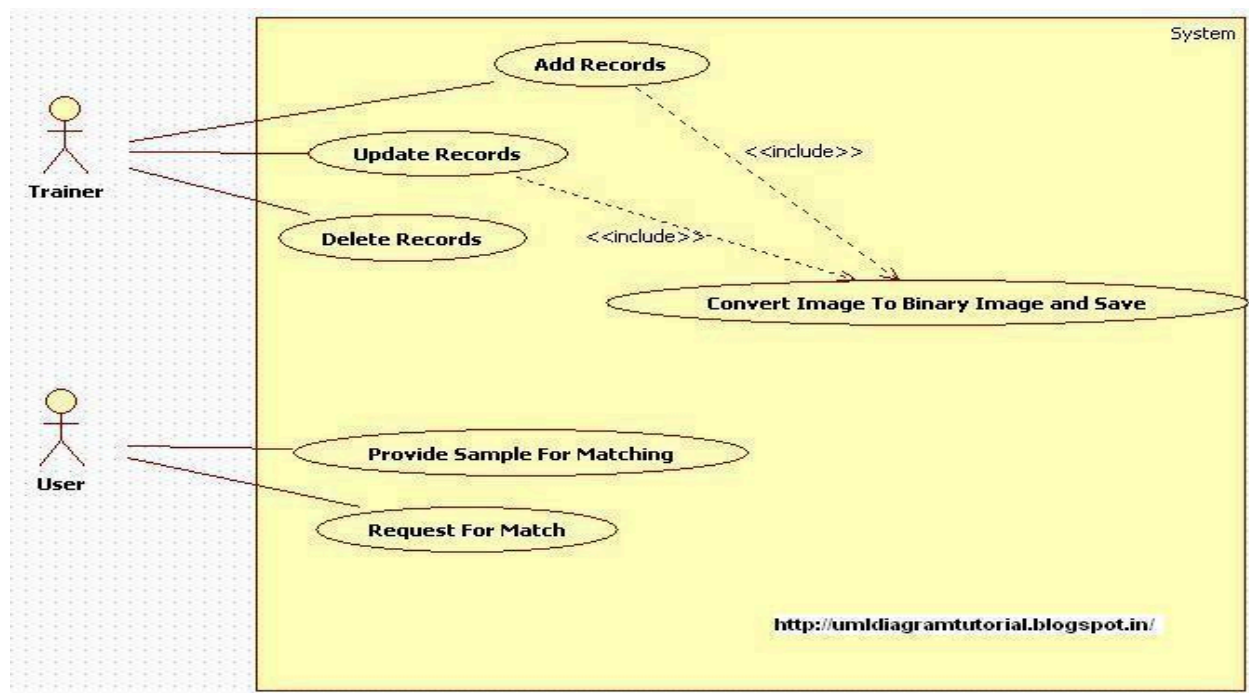 System
Add Records
Update Records
<<include>>
Trainer
Delete Records
<<include>>
Convert Image To Binary Image and Save
Provide Sample For Matching
User
Request For Match
http://umldiagramtutorial.blogspot.in/